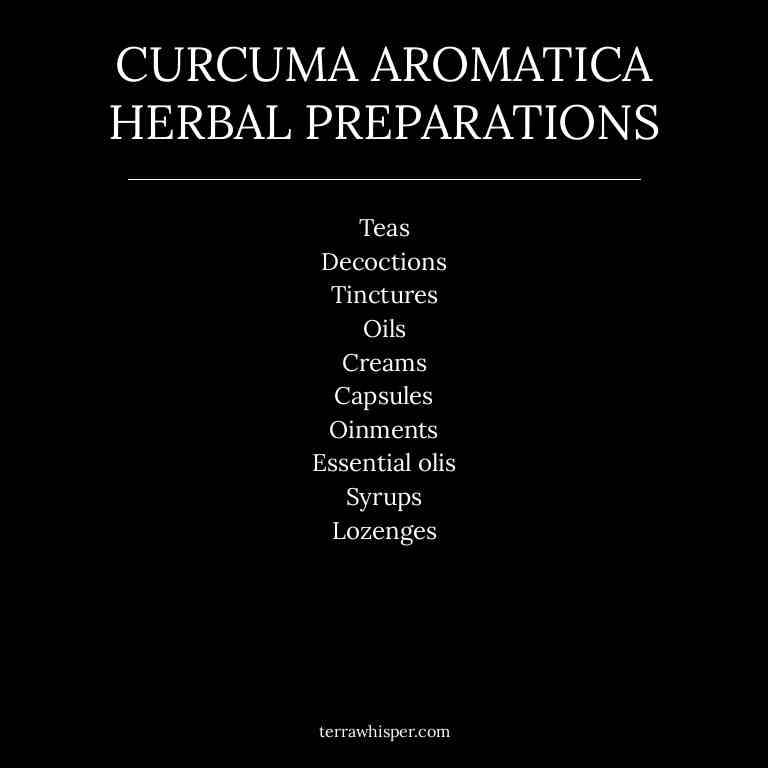 CURCUMA AROMATICA
HERBAL PREPARATIONS
Teas
Decoctions
Tinctures
Oils
Creams
Capsules
Oinments
Essential olis
Syrups
Lozenges
terrawhisper.com